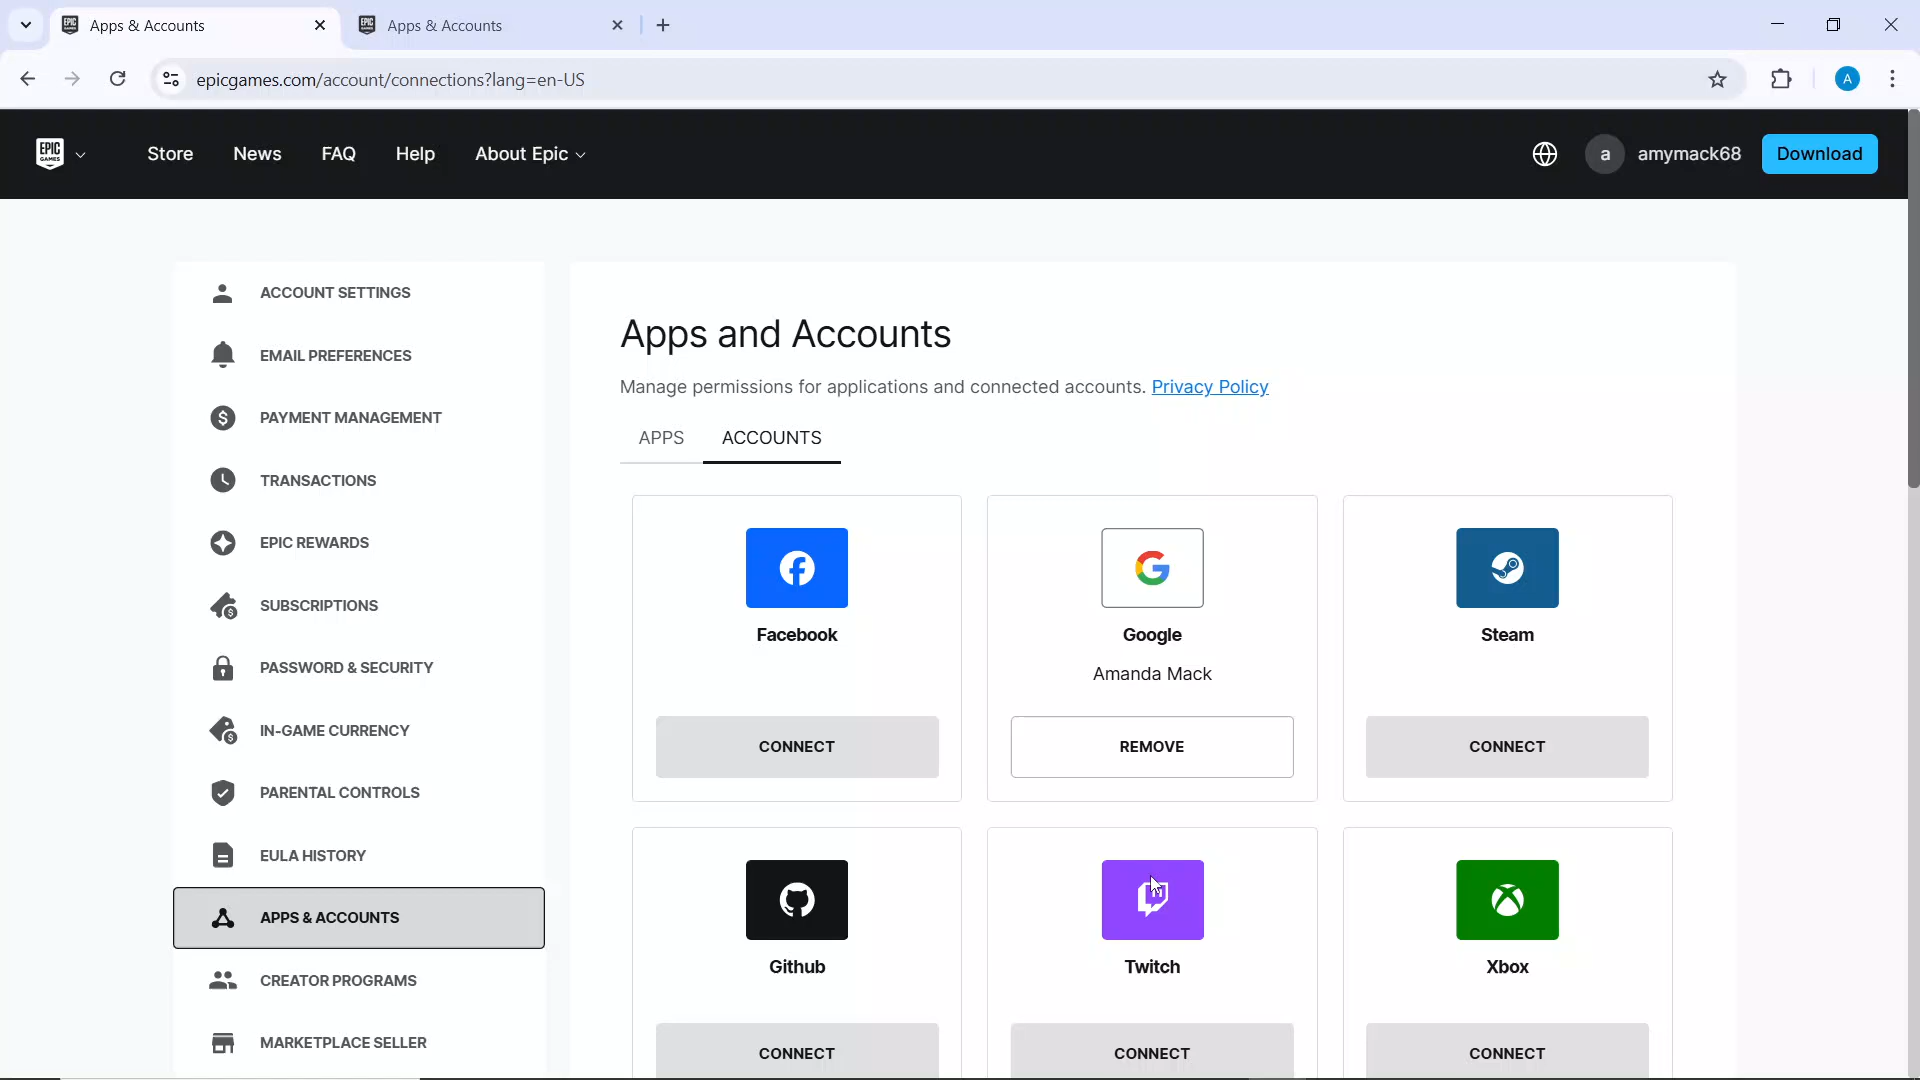 Apps & Accounts
Apps & Accounts
epicgames.com/account/connections?lang=en-US
A
EPIC GAMES
Store
News
FAQ
Help
About Epic
a
amymack68
Download
ACCOUNT SETTINGS
EMAIL PREFERENCES
PAYMENT MANAGEMENT
TRANSACTIONS
EPIC REWARDS
SUBSCRIPTIONS
PASSWORD & SECURITY
IN-GAME CURRENCY
PARENTAL CONTROLS
EULA HISTORY
APPS & ACCOUNTS
CREATOR PROGRAMS
MARKETPLACE SELLER
Apps and Accounts
Manage permissions for applications and connected accounts. Privacy Policy
APPS
ACCOUNTS
Facebook
CONNECT
Google
Amanda Mack
REMOVE
Steam
CONNECT
Github
CONNECT
Twitch
CONNECT
Xbox
CONNECT